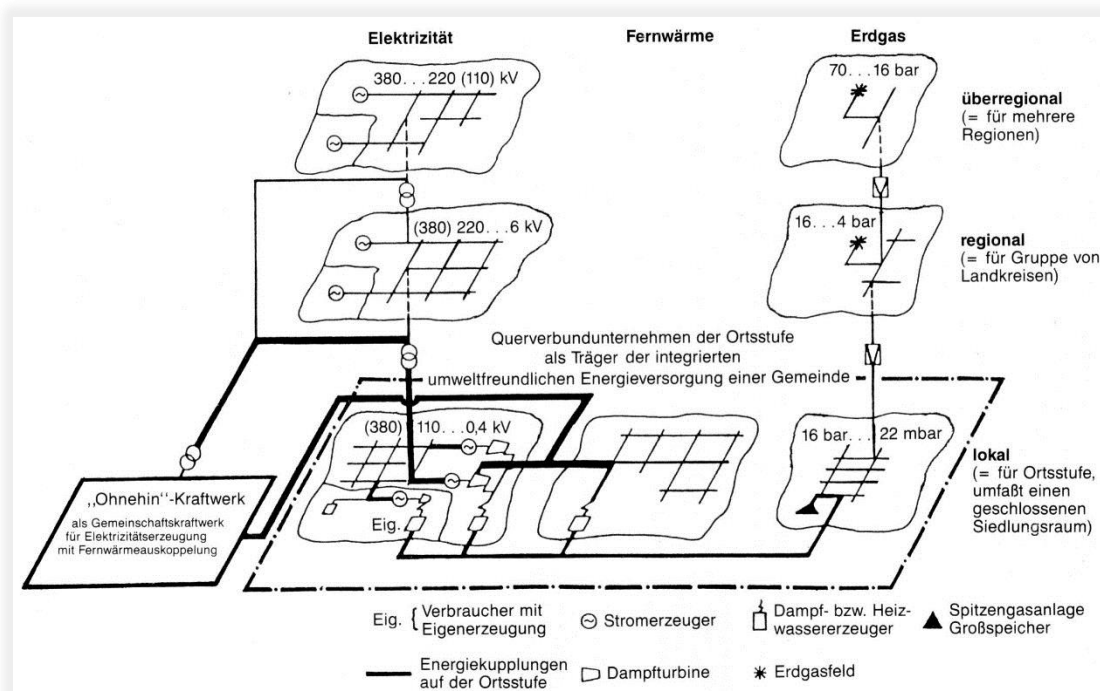 Elektrizität
Fernwärme
Erdgas
380...220 (110) kV
70...16 bar
überregional
(= für mehrere
Regionen)
(380) 220...6 kV
16...4 bar
regional
(= für Gruppe von
Landkreisen)
Querverbundunternehmen der Ortsstufe
als Träger der integrierten
umweltfreundlichen Energieversorgung einer Gemeinde
(380) 110...0,4 kV
16 bar...22 mbar
lokal
(= für Ortsstufe,
umfaßt einen
geschlossenen
Siedlungsraum)
Eig.
„Ohnehin"-Kraftwerk
als Gemeinschaftskraftwerk
für Elektrizitätserzeugung
mit Fernwärmeauskoppelung
Eig. { Verbraucher mit
Eigenerzeugung
Stromerzeuger
Dampf- bzw. Heiz-
wassererzeuger
Spitzengasanlage
Großspeicher
Energiekupplungen
auf der Ortsstufe
Dampfturbine
Erdgasfeld